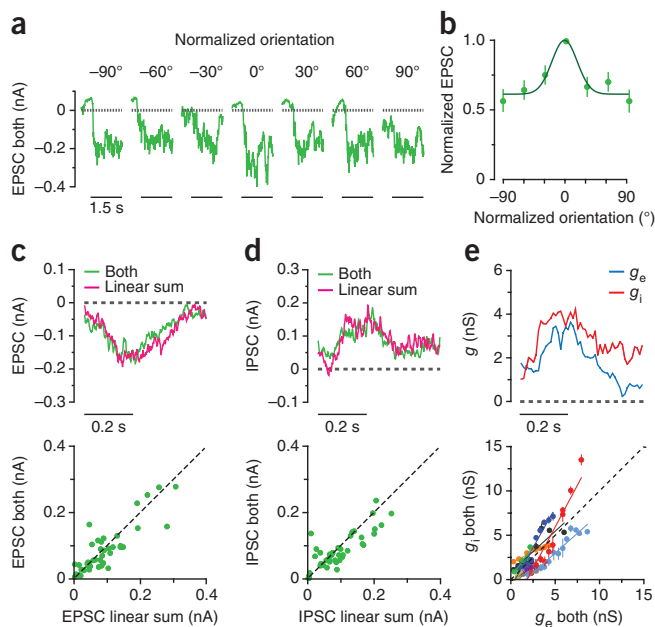 a
Normalized orientation
–90° –60° –30° 0° 30° 60° 90°
EPSC both (nA)
0
–0.2
–0.4
1.5 s
b
Normalized EPSC
1.0
0.5
0
–90 0 90
Normalized orientation (°)
c
Both
Linear sum
EPSC (nA)
0.1
0
–0.1
–0.2
–0.3
0.2 s
EPSC both (nA)
0.4
0.2
0
0 0.2 0.4
EPSC linear sum (nA)
d
Both
Linear sum
IPSC (nA)
0.3
0.2
0.1
0
0.1
0.2 s
IPSC both (nA)
0.4
0.2
0
0 0.2 0.4
IPSC linear sum (nA)
e
ge
gi
g (nS)
6
4
2
0
0.2 s
gi both (nS)
15
10
5
0
0 5 10 15
ge both (nS)